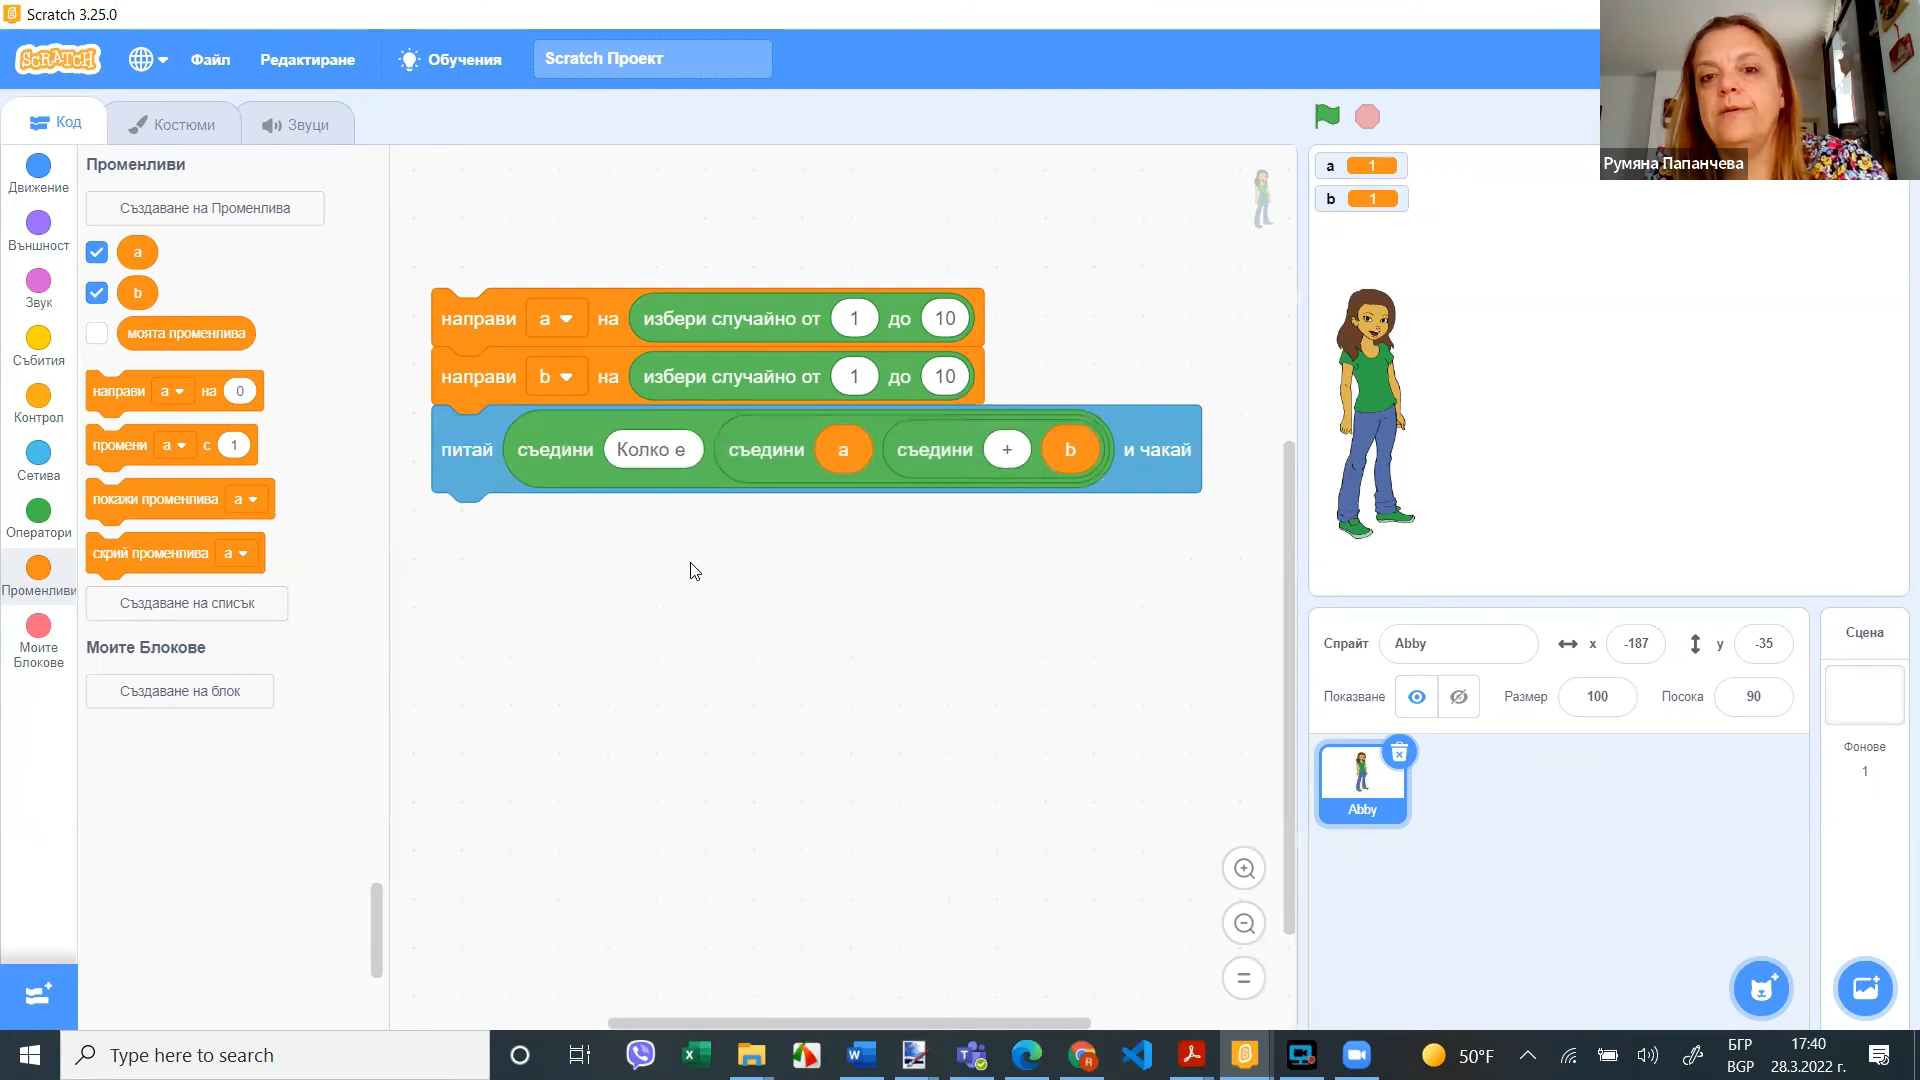 Scratch 3.25.0
SCRATCH
Файл
Редактиране
Обучения
Scratch Проект
Румяна Папанчева
Код
Костюми
Звуци
Движение
Външност
Звук
Събития
Контрол
Сетива
Оператори
Променливи
Моите
Блокове
Променливи
Създаване на Променлива
a
b
моята променлива
направи a на 0
промени a с 1
покажи променлива a
скрий променлива a
Създаване на списък
Моите Блокове
Създаване на блок
направи a на избери случайно от 1 до 10
направи b на избери случайно от 1 до 10
питай съедини Колко е съедини a съедини + b и чакай
a 1
b 1
Спрайт Abby x -187 y -35
Показване Размер 100 Посока 90
Abby
Сцена
Фонове
1
Type here to search
50°F
БГР
BGP
17:40
28.3.2022 г.